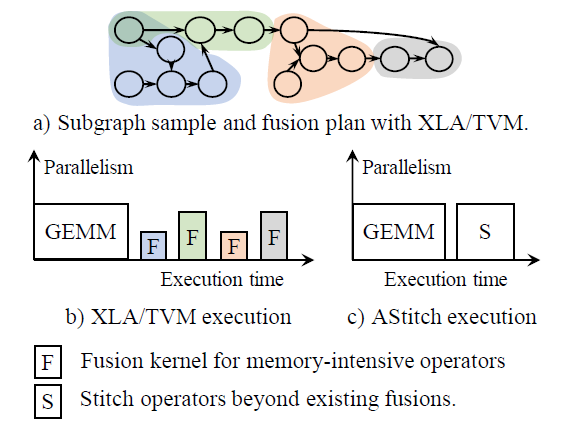 a) Subgraph sample and fusion plan with XLA/TVM.
Parallelism
GEMM
F
F
F
F
Execution time
b) XLA/TVM execution
Parallelism
GEMM
S
Execution time
c) AStitch execution
F Fusion kernel for memory-intensive operators
S Stitch operators beyond existing fusions.